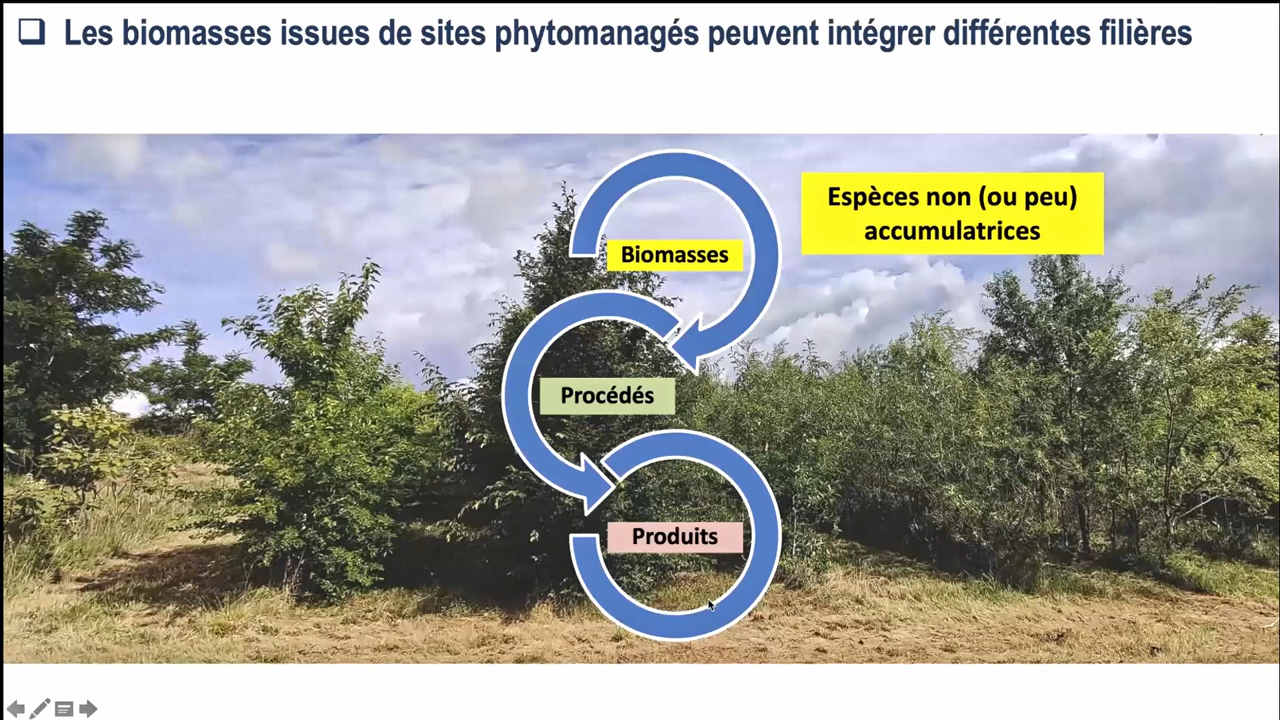 Les biomasses issues de sites phytomanagés peuvent intégrer différentes filières
Espèces non (ou peu)
accumulatrices
Biomasses
Procédés
Produits